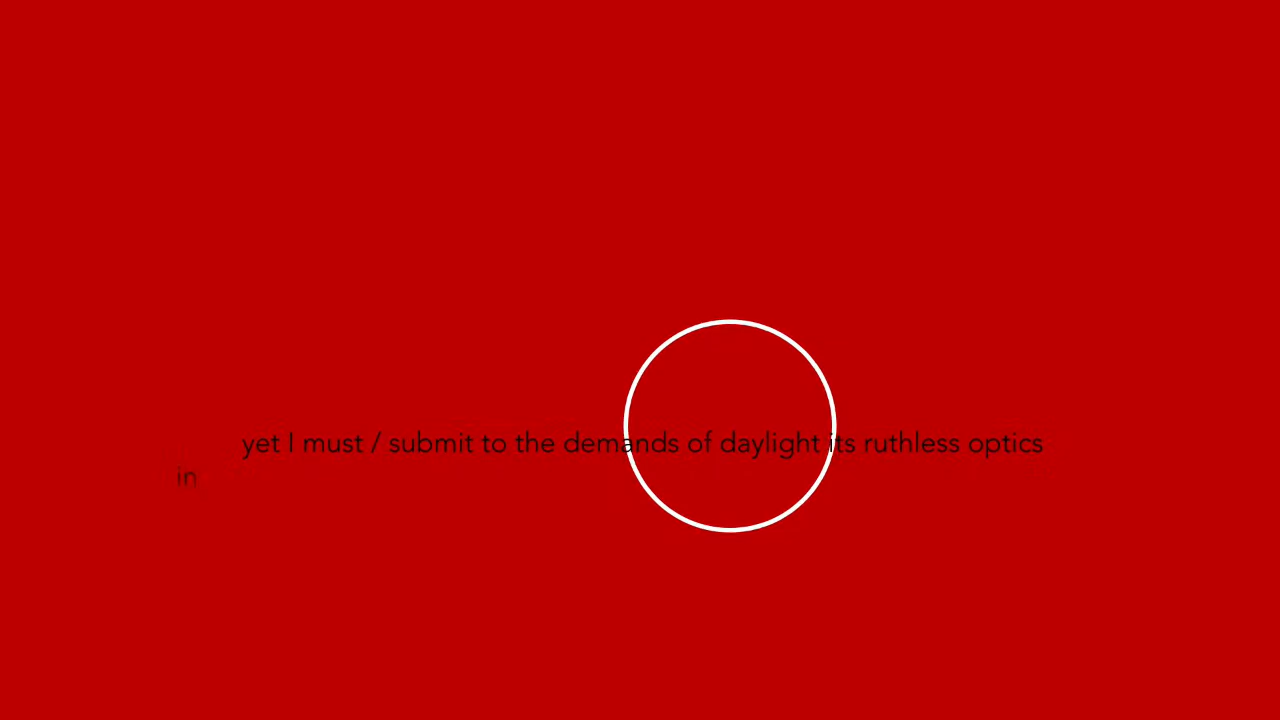 yet I must / submit to the demands of daylight its ruthless optics
in